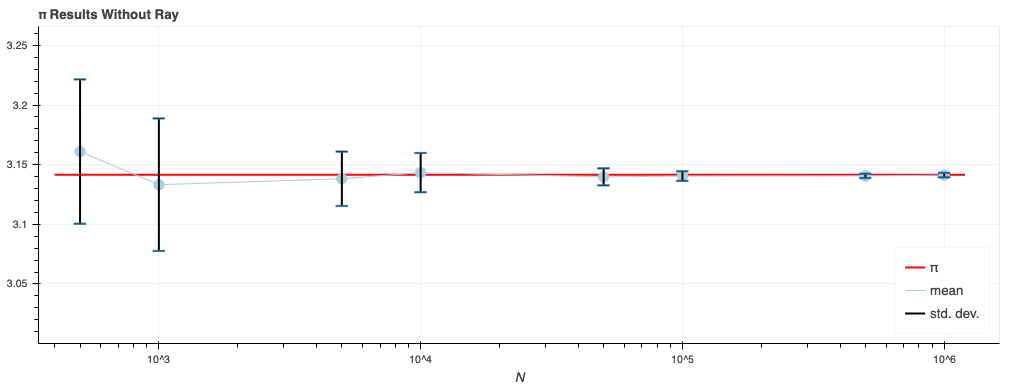 π Results Without Ray
3.25
3.2
3.15
3.1
3.05
10^3
10^4
10^5
10^6
N
π
mean
std. dev.